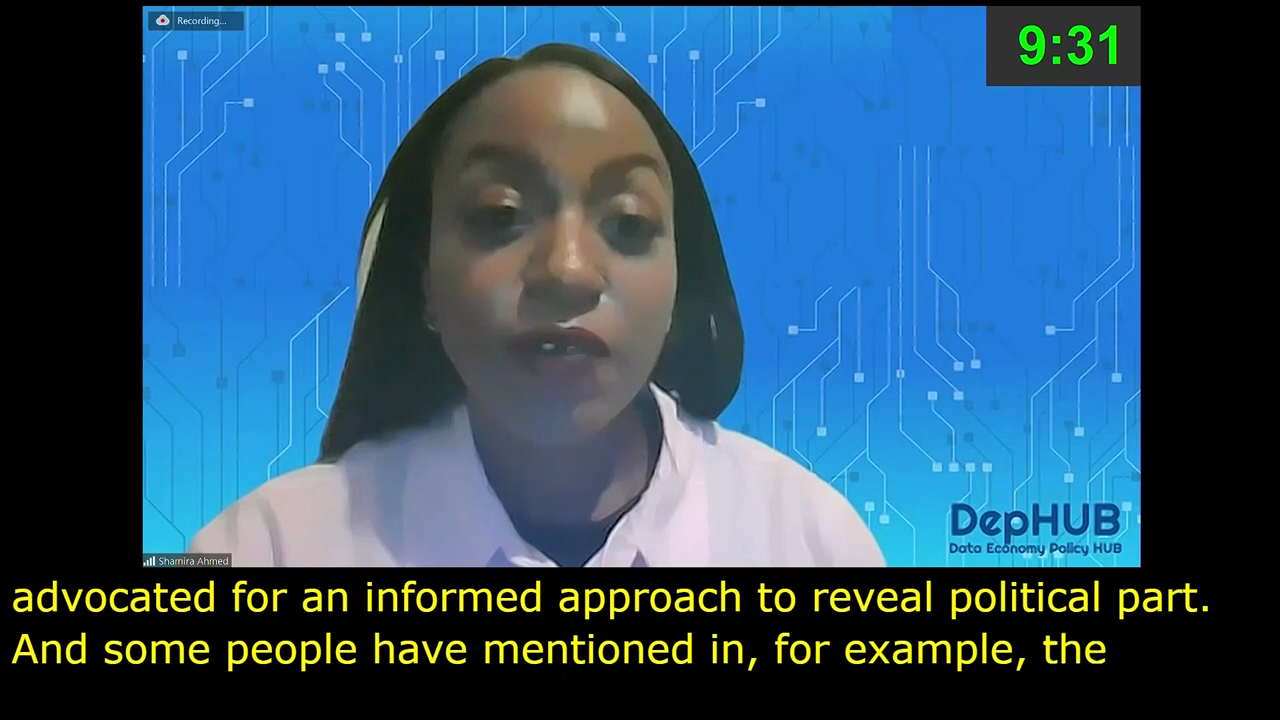 Recording...
9:31
DepHUB
Data Economy Policy HUB
Shamira Ahmed
advocated for an informed approach to reveal political part.
And some people have mentioned in, for example, the